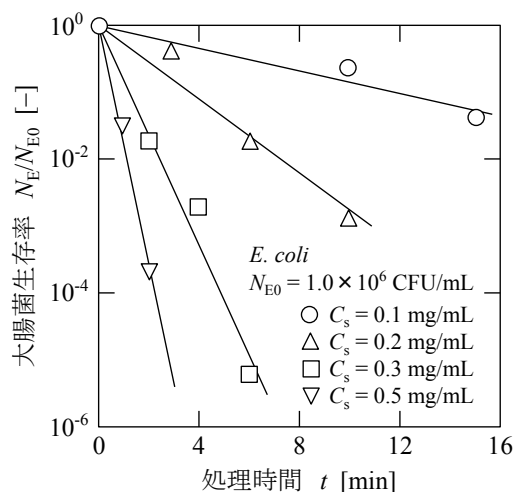 大腸菌生存率 N_E/N_E0 [−]
10^0
10^-2
10^-4
10^-6
E. coli
N_E0 = 1.0×10^6 CFU/mL
C_s = 0.1 mg/mL
C_s = 0.2 mg/mL
C_s = 0.3 mg/mL
C_s = 0.5 mg/mL
0 4 8 12 16
処理時間 t [min]